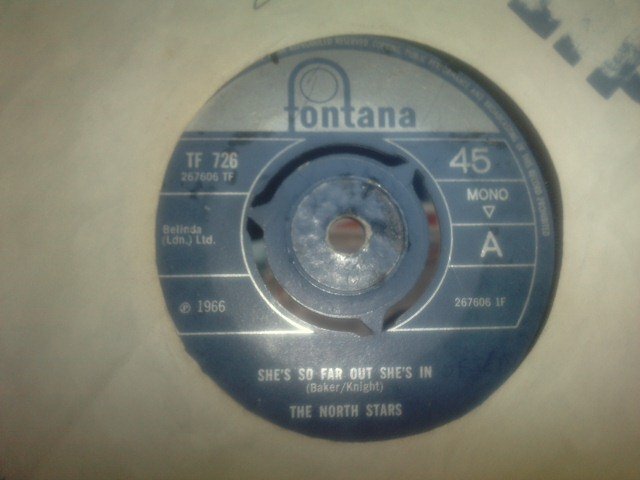 fontana
TF 726
267606 TF
45
MONO
Belinda
(Ldn.) Ltd.
A
℗ 1966
267606 1F
SHE'S SO FAR OUT SHE'S IN
(Baker/Knight)
THE NORTH STARS